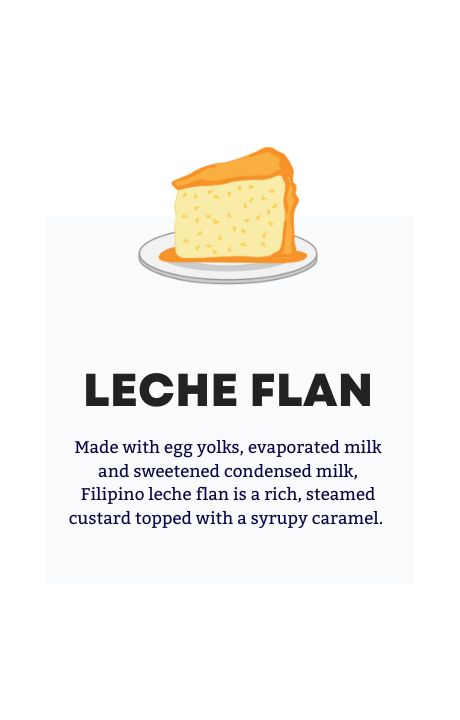 LECHE FLAN
Made with egg yolks, evaporated milk
and sweetened condensed milk,
Filipino leche flan is a rich, steamed
custard topped with a syrupy caramel.